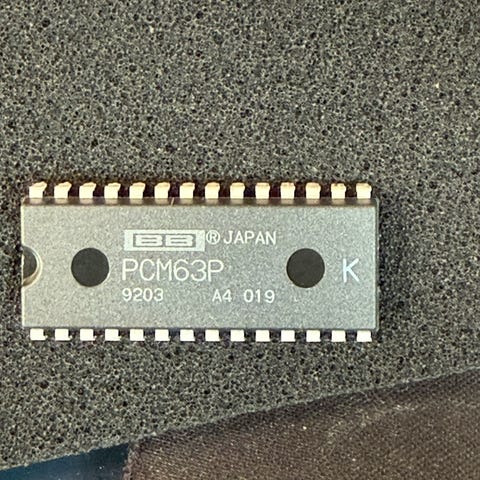 BB ® JAPAN
PCM63P
K
9203 A4 019